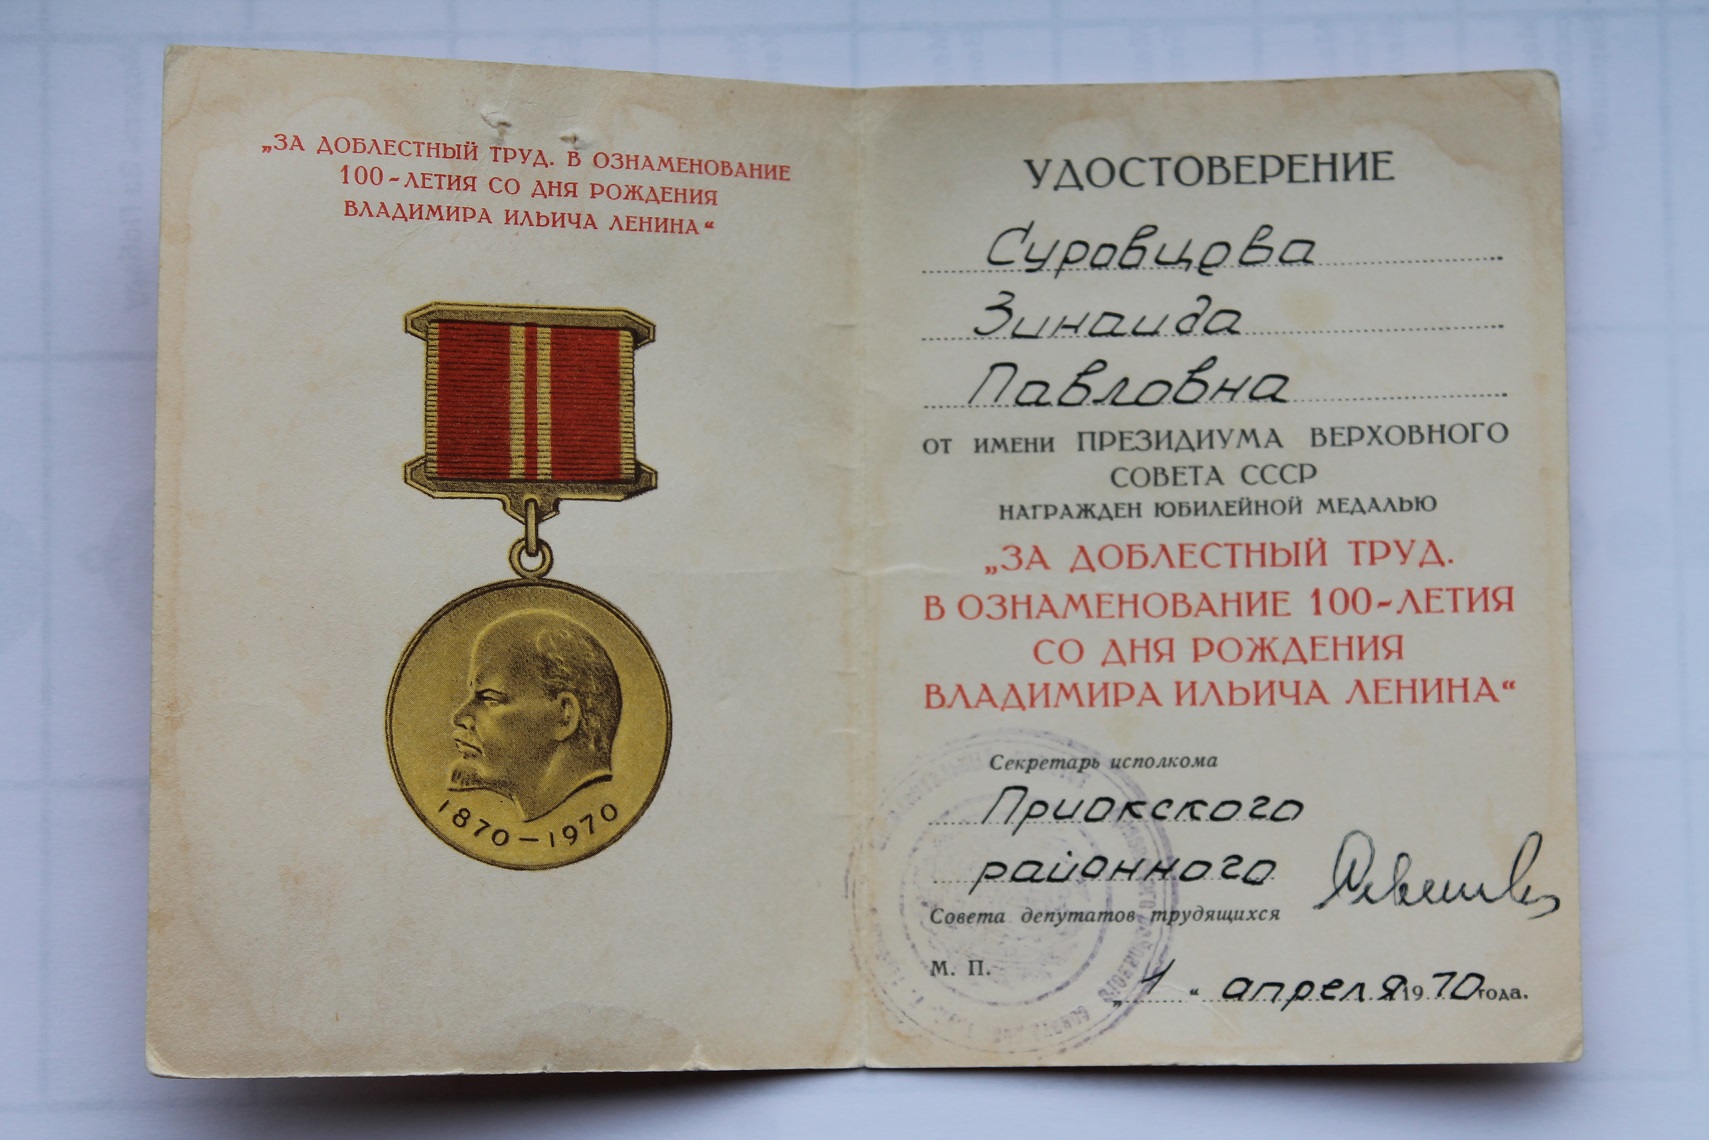 „ЗА ДОБЛЕСТНЫЙ ТРУД. В ОЗНАМЕНОВАНИЕ
100-ЛЕТИЯ СО ДНЯ РОЖДЕНИЯ
ВЛАДИМИРА ИЛЬИЧА ЛЕНИНА“
1870-1970
УДОСТОВЕРЕНИЕ
Суровцева
Зинаида
Павловна
ОТ ИМЕНИ ПРЕЗИДИУМА ВЕРХОВНОГО
СОВЕТА СССР
НАГРАЖДЕН ЮБИЛЕЙНОЙ МЕДАЛЬЮ
„ЗА ДОБЛЕСТНЫЙ ТРУД.
В ОЗНАМЕНОВАНИЕ 100-ЛЕТИЯ
СО ДНЯ РОЖДЕНИЯ
ВЛАДИМИРА ИЛЬИЧА ЛЕНИНА“
Секретарь исполкома
Приокского
районного
Совета депутатов трудящихся
М. П.
„1“ апреля 1970 года.